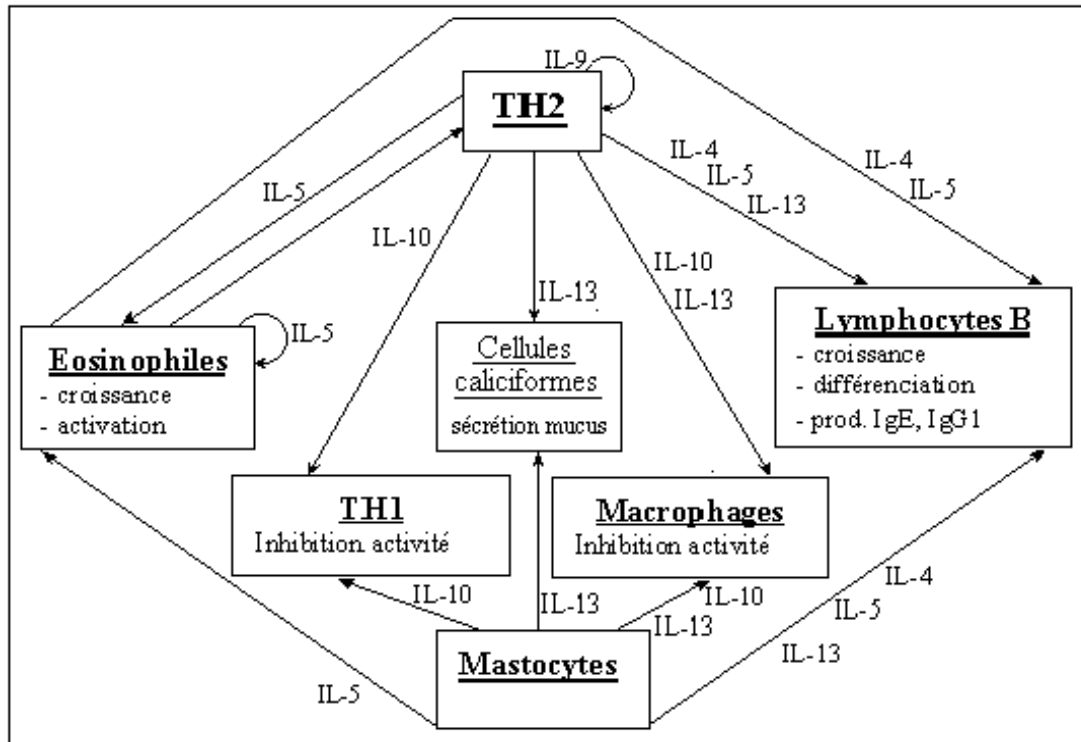 IL-9
TH2
IL-4
IL-5
IL-13
IL-4
IL-5
IL-5
IL-10
IL-10
IL-13
IL-13
Lymphocytes B
- croissance
- différenciation
- prod. IgE, IgG1
IL-5
Eosinophiles
- croissance
- activation
Cellules
caliciformes
sécrétion mucus
TH1
Inhibition activité
Macrophages
Inhibition activité
IL-10
IL-13
IL-10
IL-13
IL-4
IL-5
IL-13
Mastocytes
IL-5